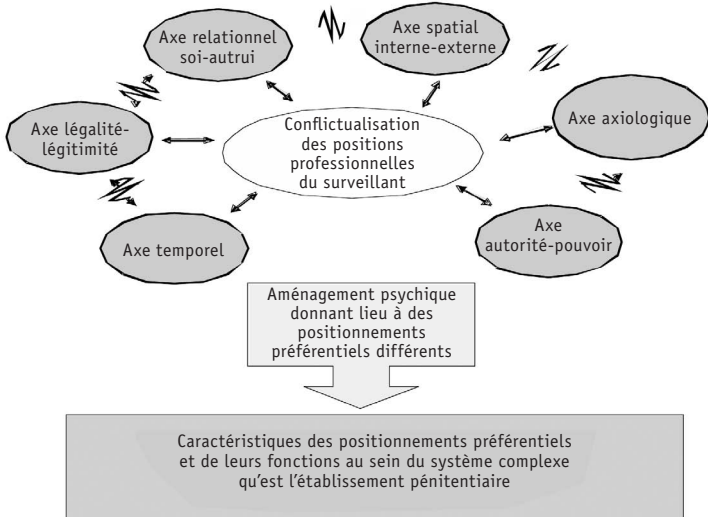 Axe relationnel
soi-autrui
Axe spatial
interne-externe
Axe légalité-
légitimité
Conflictualisation
des positions
professionnelles
du surveillant
Axe axiologique
Axe temporel
Axe
autorité-pouvoir
Aménagement psychique
donnant lieu à des
positionnements
préférentiels différents
Caractéristiques des positionnements préférentiels
et de leurs fonctions au sein du système complexe
qu'est l'établissement pénitentiaire